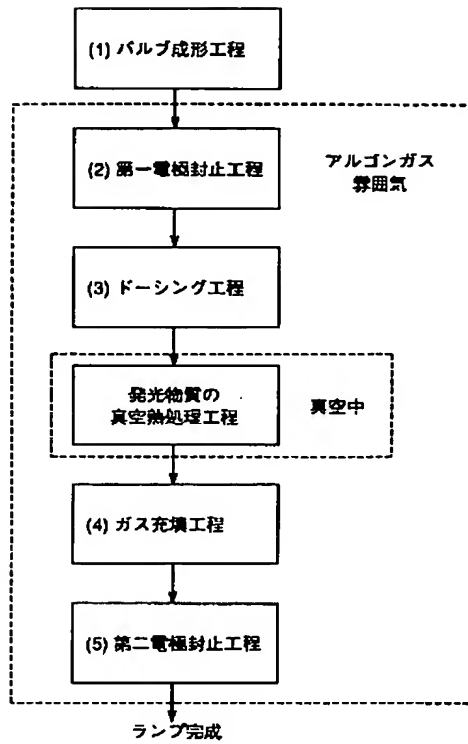 (1) バルブ成形工程
(2) 第一電極封止工程
アルゴンガス
雰囲気
(3) ドーシング工程
発光物質の
真空熱処理工程
真空中
(4) ガス充填工程
(5) 第二電極封止工程
ランプ完成